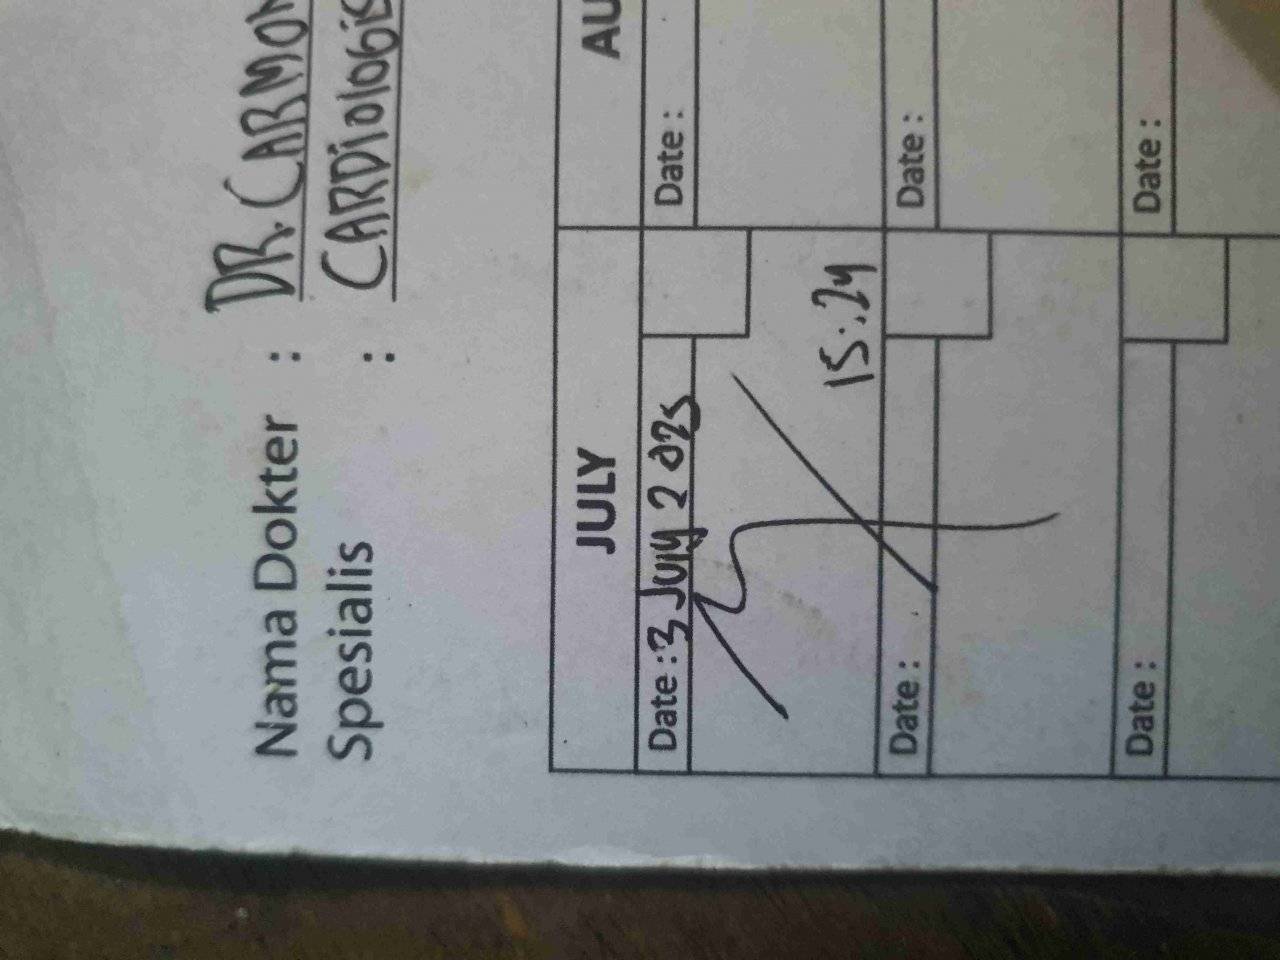 Nama Dokter : DR. CARMON
Spesialis : CARDIOLOGIS
JULY AU
Date : 3 July 2025 Date :
15:24
Date : Date :
Date : Date :